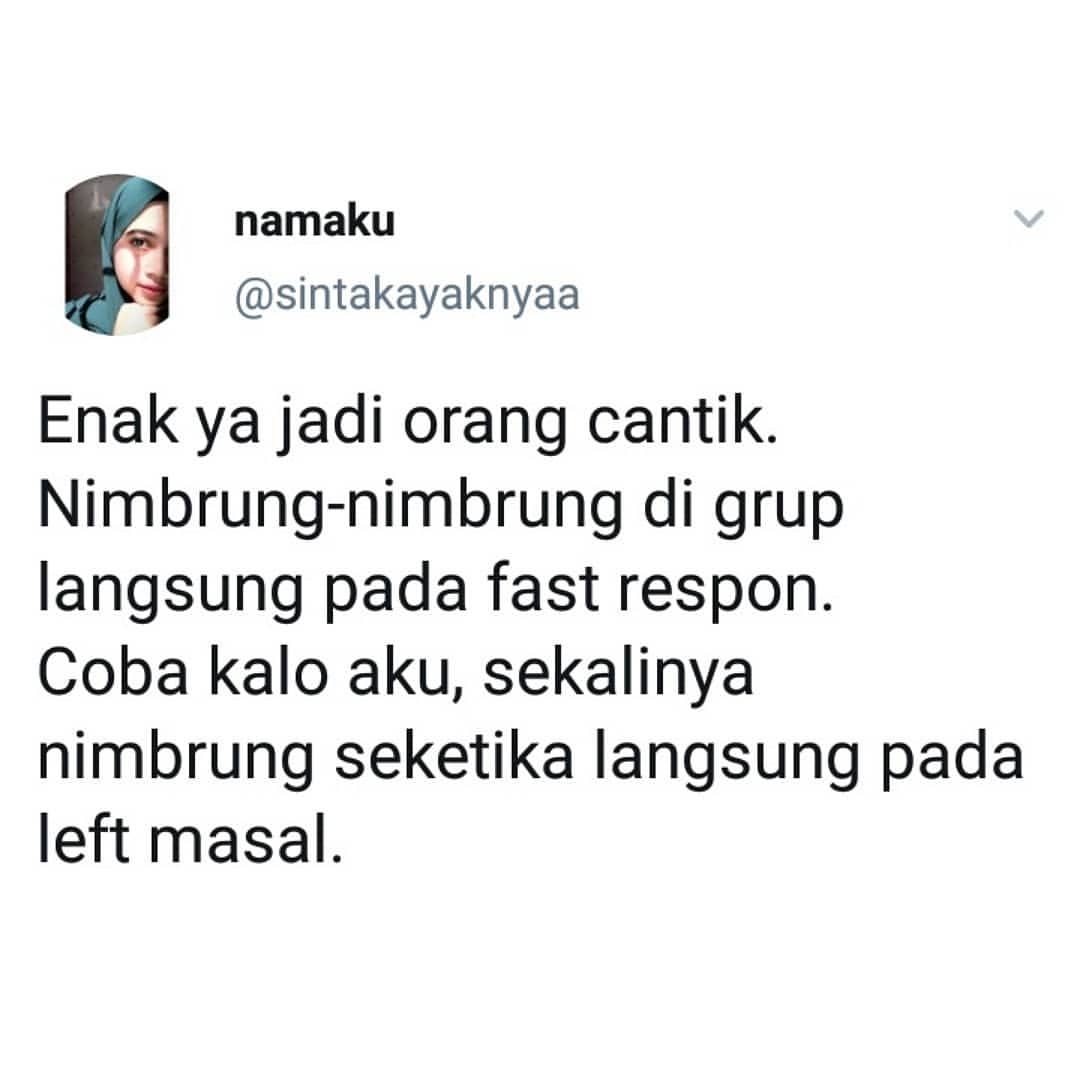 namaku
@sintakayaknyaa
Enak ya jadi orang cantik.
Nimbrung-nimbrung di grup
langsung pada fast respon.
Coba kalo aku, sekalinya
nimbrung seketika langsung pada
left masal.